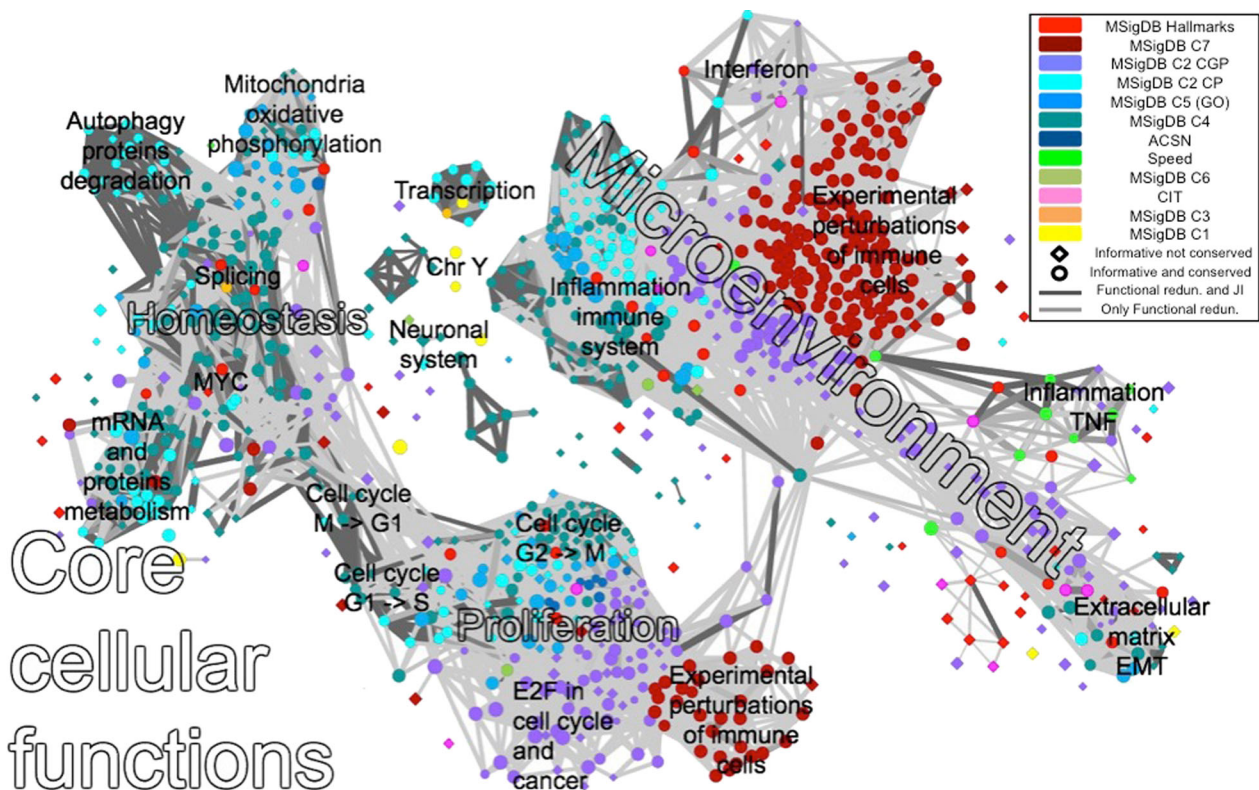 Mitochondria
oxidative
phosphorylation
Autophagy
proteins
degradation
Transcription
Interferon
Experimental
perturbations
of immune
cells
Microenvironment
Splicing
Homeostasis
Chr Y
Inflammation
immune
system
Neuronal
system
MYC
Inflammation
TNF
mRNA
and
proteins
metabolism
Cell cycle
M -> G1
Cell cycle
G2 -> M
Cell cycle
G1 -> S
Proliferation
Core
cellular
functions
Extracellular
matrix
EMT
E2F in
cell cycle
and
cancer
Experimental
perturbations
of immune
cells
MSigDB Hallmarks
MSigDB C7
MSigDB C2 CGP
MSigDB C2 CP
MSigDB C5 (GO)
MSigDB C4
ACSN
Speed
MSigDB C6
CIT
MSigDB C3
MSigDB C1
Informative not conserved
Informative and conserved
Functional redun. and JI
Only Functional redun.